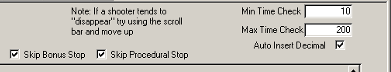 Note: If a shooter tends to
"disappear" try using the scroll
bar and move up
Min Time Check 10
Max Time Check 200
Auto Insert Decimal
Skip Bonus Stop Skip Procedural Stop